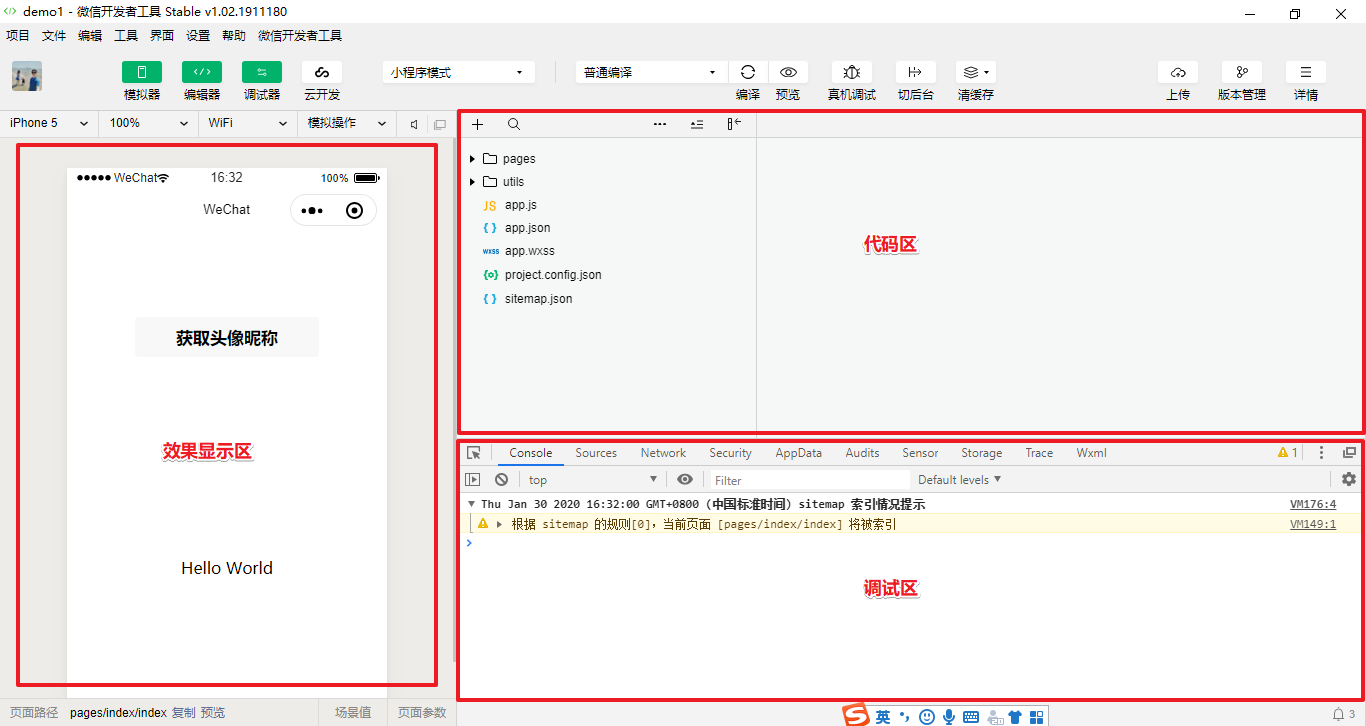 demo1 - 微信开发者工具 Stable v1.02.1911180
项目 文件 编辑 工具 界面 设置 帮助 微信开发者工具
小程序模式 普通编译
模拟器 编辑器 调试器 云开发 编译 预览 真机调试 切后台 清缓存 上传 版本管理 详情
iPhone 5 100% WiFi 模拟操作
WeChat 16:32 100%
WeChat
获取头像昵称
效果显示区
Hello World
页面路径 pages/index/index 复制 预览 场景值 页面参数
pages
utils
JS app.js
{ } app.json
wxss app.wxss
{o} project.config.json
{ } sitemap.json
代码区
Console Sources Network Security AppData Audits Sensor Storage Trace Wxml 1
top Filter Default levels
Thu Jan 30 2020 16:32:00 GMT+0800 (中国标准时间) sitemap 索引情况提示 VM176:4
根据 sitemap 的规则[0]，当前页面 [pages/index/index] 将被索引 VM149:1
调试区
S 英 3